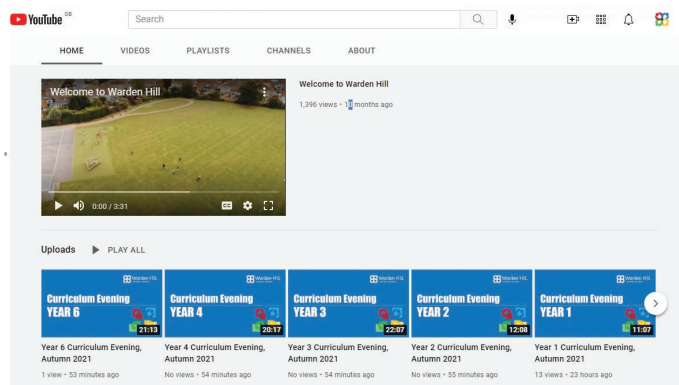 YouTube GB
Search
HOME VIDEOS PLAYLISTS CHANNELS ABOUT
Welcome to Warden Hill
0:00 / 3:31
Welcome to Warden Hill
1,396 views • 10 months ago
Uploads PLAY ALL
Warden Hill
Curriculum Evening
YEAR 6
21:13
Year 6 Curriculum Evening,
Autumn 2021
1 view • 53 minutes ago
Warden Hill
Curriculum Evening
YEAR 4
20:17
Year 4 Curriculum Evening,
Autumn 2021
No views • 54 minutes ago
Warden Hill
Curriculum Evening
YEAR 3
22:07
Year 3 Curriculum Evening,
Autumn 2021
No views • 54 minutes ago
Warden Hill
Curriculum Evening
YEAR 2
12:08
Year 2 Curriculum Evening,
Autumn 2021
No views • 55 minutes ago
Warden Hill
Curriculum Evening
YEAR 1
11:07
Year 1 Curriculum Evening,
Autumn 2021
13 views • 23 hours ago